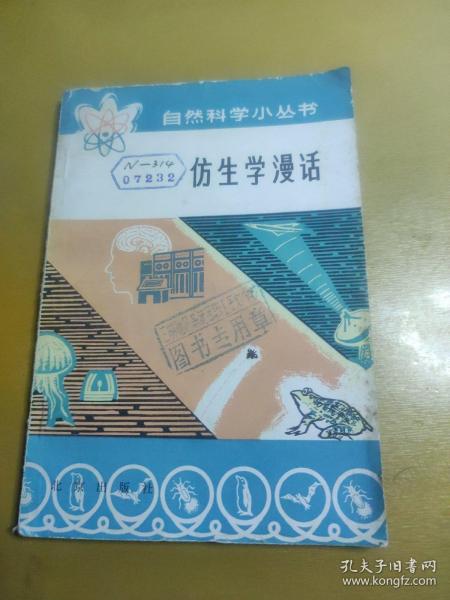 自然科学小丛书
N-314
07232
仿生学漫话
图书专用章
北京出版社
孔夫子旧书网
www.kongfz.com